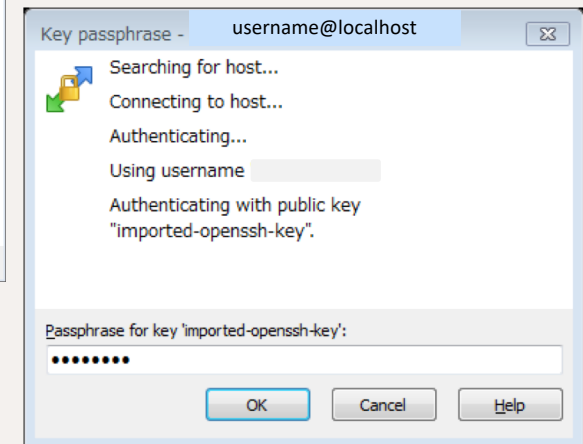 Key passphrase - username@localhost
Searching for host...
Connecting to host...
Authenticating...
Using username
Authenticating with public key
"imported-openssh-key".
Passphrase for key 'imported-openssh-key':
••••••••
OK Cancel Help